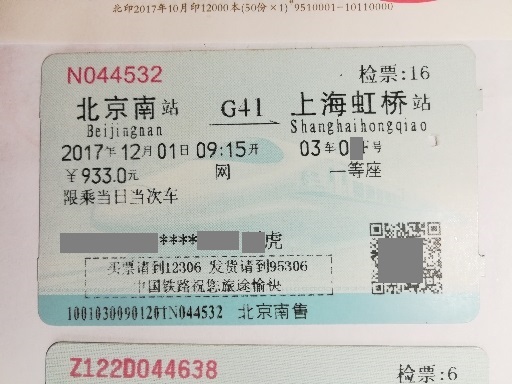 北印2017年10月印12000本(50份×1)#9510001-10110000
N044532 检票:16
北京南站 G41 上海虹桥站
Beijingnan Shanghaihongqiao
2017年12月01日09:15开 03车0 F号
￥933.0元 网 一等座
限乘当日当次车
**** 虎
买票请到12306 发货请到95306
中国铁路祝您旅途愉快
10010300901201N044532 北京南售
Z122D044638 检票:6